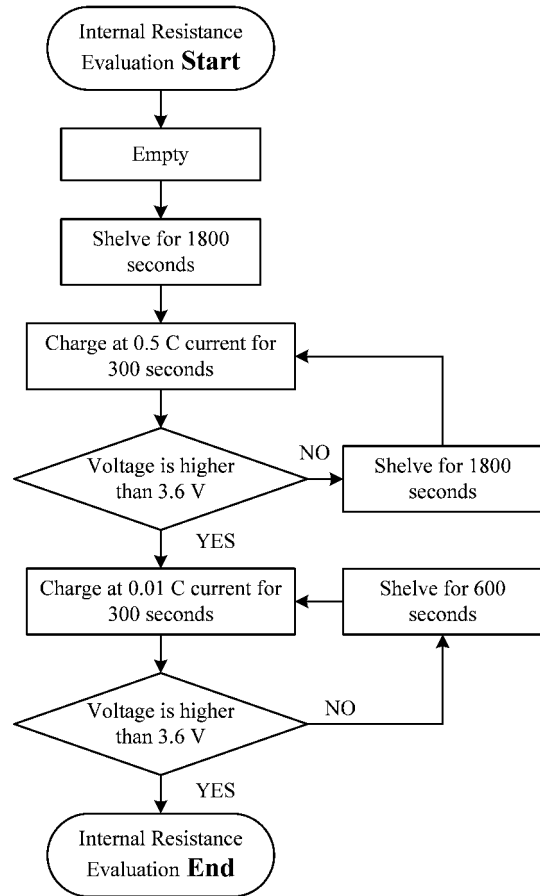 Internal Resistance
Evaluation Start
Empty
Shelve for 1800
seconds
Charge at 0.5 C current for
300 seconds
Voltage is higher
than 3.6 V
NO
Shelve for 1800
seconds
YES
Charge at 0.01 C current for
300 seconds
Shelve for 600
seconds
Voltage is higher
than 3.6 V
NO
YES
Internal Resistance
Evaluation End